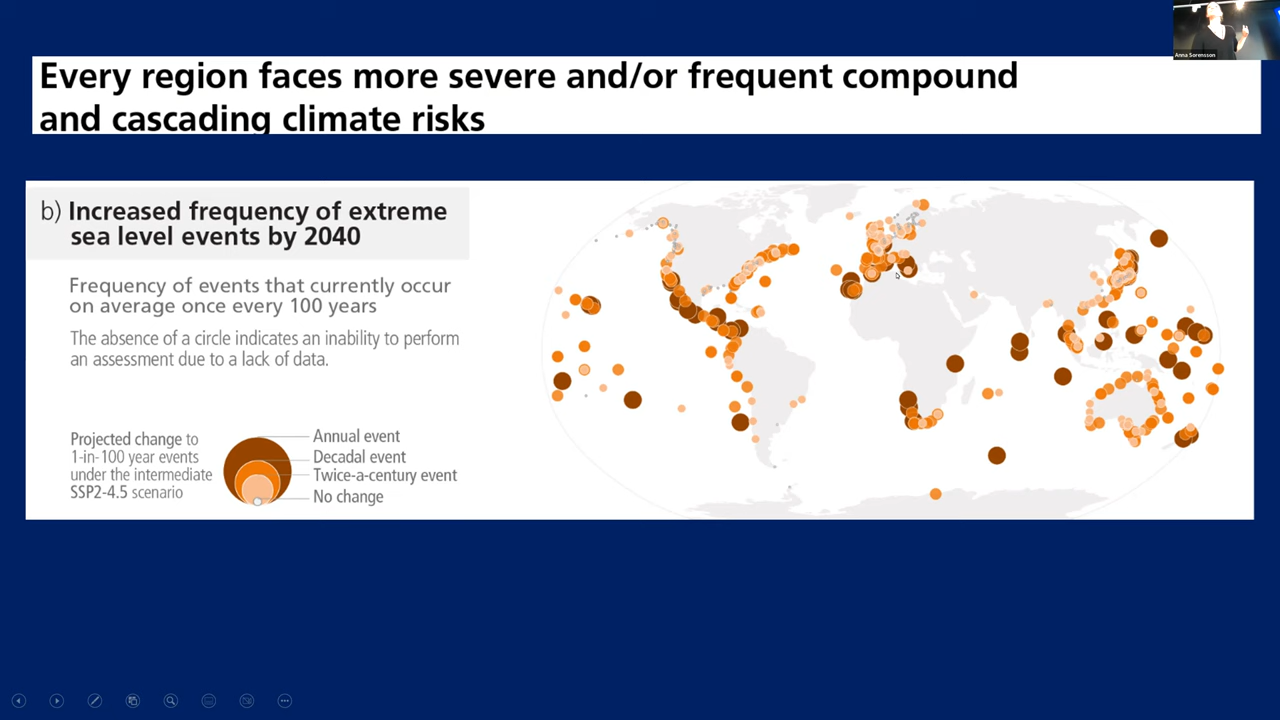 Anna Sorensson
Every region faces more severe and/or frequent compound
and cascading climate risks
b) Increased frequency of extreme
sea level events by 2040
Frequency of events that currently occur
on average once every 100 years
The absence of a circle indicates an inability to perform
an assessment due to a lack of data.
Projected change to
1-in-100 year events
under the intermediate
SSP2-4.5 scenario
Annual event
Decadal event
Twice-a-century event
No change